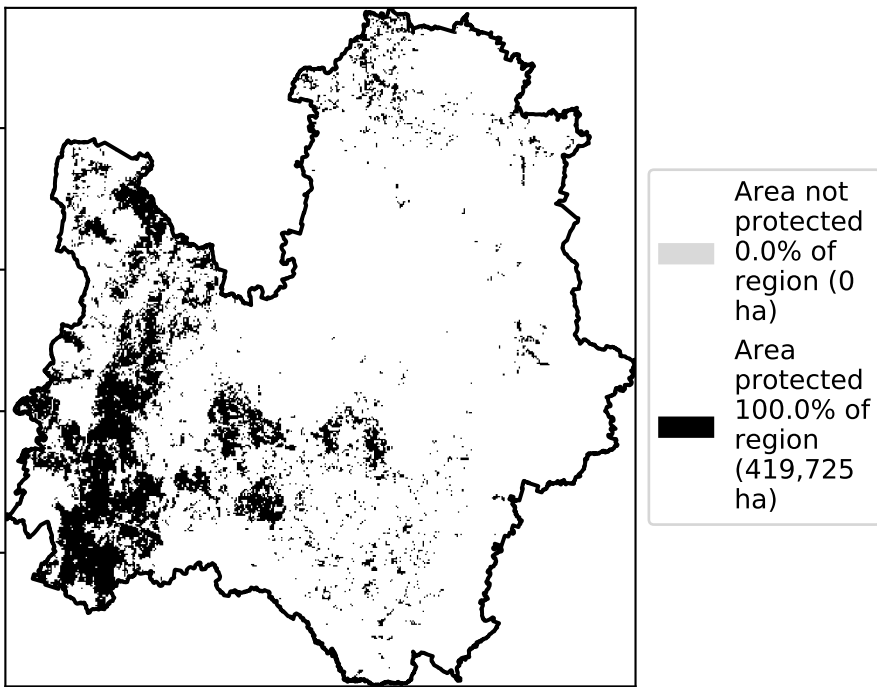 Area not
protected
0.0% of
region (0
ha)
Area
protected
100.0% of
region
(419,725
ha)